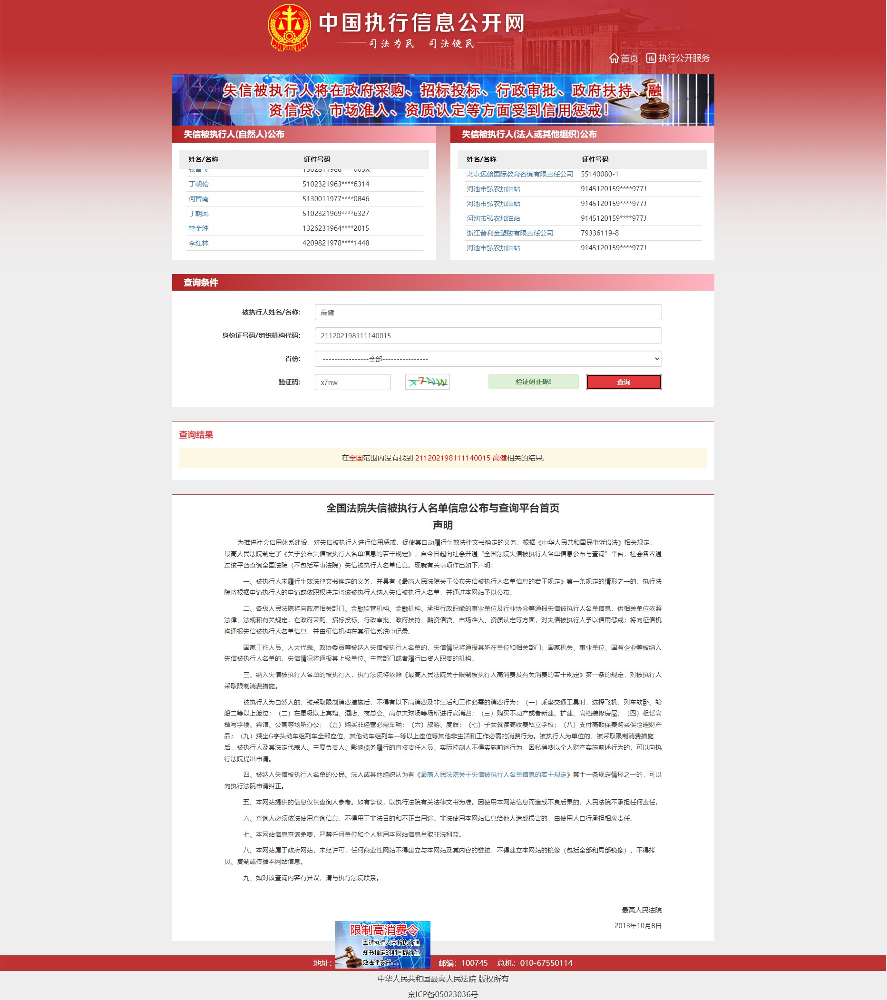 中国执行信息公开网
司法为民 司法便民
首页 执行公开服务
失信被执行人将在政府采购、招标投标、行政审批、政府扶持、融
资信贷、市场准入、资质认定等方面受到信用惩戒！
失信被执行人(自然人)公布
姓名/名称 证件号码
丁朝伦 5102321963****6314
何智南 5130011977****0846
丁朝凤 5102321969****6327
管金胜 1326231964****2015
李红林 4209821978****1448
失信被执行人(法人或其他组织)公布
姓名/名称 证件号码
北京远翰国际教育咨询有限责任公司 55140080-1
河池市弘农加油站 9145120159****977J
河池市弘农加油站 9145120159****977J
河池市弘农加油站 9145120159****977J
浙江普利金塑胶有限责任公司 79336119-8
河池市弘农加油站 9145120159****977J
查询条件
被执行人姓名/名称: 高健
身份证号码/组织机构代码: 211202198111140015
省份: ----------------全部----------------
验证码: x7nw x7NW 验证码正确! 查询
查询结果
在全国范围内没有找到 211202198111140015 高健相关的结果.
全国法院失信被执行人名单信息公布与查询平台首页
声明
为推进社会信用体系建设，对失信被执行人进行信用惩戒，促使其自动履行生效法律文书确定的义务，根据《中华人民共和国民事诉讼法》相关规定，
最高人民法院制定了《关于公布失信被执行人名单信息的若干规定》，自今日起向社会开通“全国法院失信被执行人名单信息公布与查询”平台，社会各界通
过该平台查询全国法院（不包括军事法院）失信被执行人名单信息。现就有关事项作出如下声明：
一、被执行人未履行生效法律文书确定的义务，并具有《最高人民法院关于公布失信被执行人名单信息的若干规定》第一条规定的情形之一的，执行法
院将根据申请执行人的申请或依职权决定将该被执行人纳入失信被执行人名单，并通过本网站予以公布。
二、各级人民法院将向政府相关部门、金融监管机构、金融机构、承担行政职能的事业单位及行业协会等通报失信被执行人名单信息，供相关单位依照
法律、法规和有关规定，在政府采购、招标投标、行政审批、政府扶持、融资信贷、市场准入、资质认定等方面，对失信被执行人予以信用惩戒；将向征信机
构通报失信被执行人名单信息，并由征信机构在其征信系统中记录。
国家工作人员、人大代表、政协委员等被纳入失信被执行人名单的，失信情况将通报其所在单位和相关部门；国家机关、事业单位、国有企业等被纳入
失信被执行人名单的，失信情况将通报其上级单位、主管部门或者履行出资人职责的机构。
三、纳入失信被执行人名单的被执行人，执行法院将依照《最高人民法院关于限制被执行人高消费及有关消费的若干规定》第一条的规定，对被执行人
采取限制消费措施。
被执行人为自然人的，被采取限制消费措施后，不得有以下高消费及非生活和工作必需的消费行为：（一）乘坐交通工具时，选择飞机、列车软卧、轮
船二等以上舱位；（二）在星级以上宾馆、酒店、夜总会、高尔夫球场等场所进行高消费；（三）购买不动产或者新建、扩建、高档装修房屋；（四）租赁高
档写字楼、宾馆、公寓等场所办公；（五）购买非经营必需车辆；（六）旅游、度假；（七）子女就读高收费私立学校；（八）支付高额保费购买保险理财产
品；（九）乘坐G字头动车组列车全部座位、其他动车组列车一等以上座位等其他非生活和工作必需的消费行为。被执行人为单位的，被采取限制消费措施
后，被执行人及其法定代表人、主要负责人、影响债务履行的直接责任人员、实际控制人不得实施前述行为。因私消费以个人财产实施前述行为的，可以向执
行法院提出申请。
四、被纳入失信被执行人名单的公民、法人或其他组织认为有《最高人民法院关于失信被执行人名单信息的若干规定》第十一条规定情形之一的，可以
向执行法院申请纠正。
五、本网站提供的信息仅供查询人参考。如有争议，以执行法院有关法律文书为准。因使用本网站信息而造成不良后果的，人民法院不承担任何责任。
六、查询人必须依法使用查询信息，不得用于非法目的和不正当用途。非法使用本网站信息给他人造成损害的，由使用人自行承担相应责任。
七、本网站信息查询免费，严禁任何单位和个人利用本网站信息牟取非法利益。
八、本网站属于政府网站，未经许可，任何商业性网站不得建立与本网站及其内容的链接，不得建立本网站的镜像（包括全部和局部镜像），不得拷
贝、复制或传播本网站信息。
九、如对该查询内容有异议，请与执行法院联系。
最高人民法院
2013年10月8日
限制高消费令
因被执行人未按执行通
知书指定的期间履行生
效法律文书...
地址： 邮编：100745 总机：010-67550114
中华人民共和国最高人民法院 版权所有
京ICP备05023036号